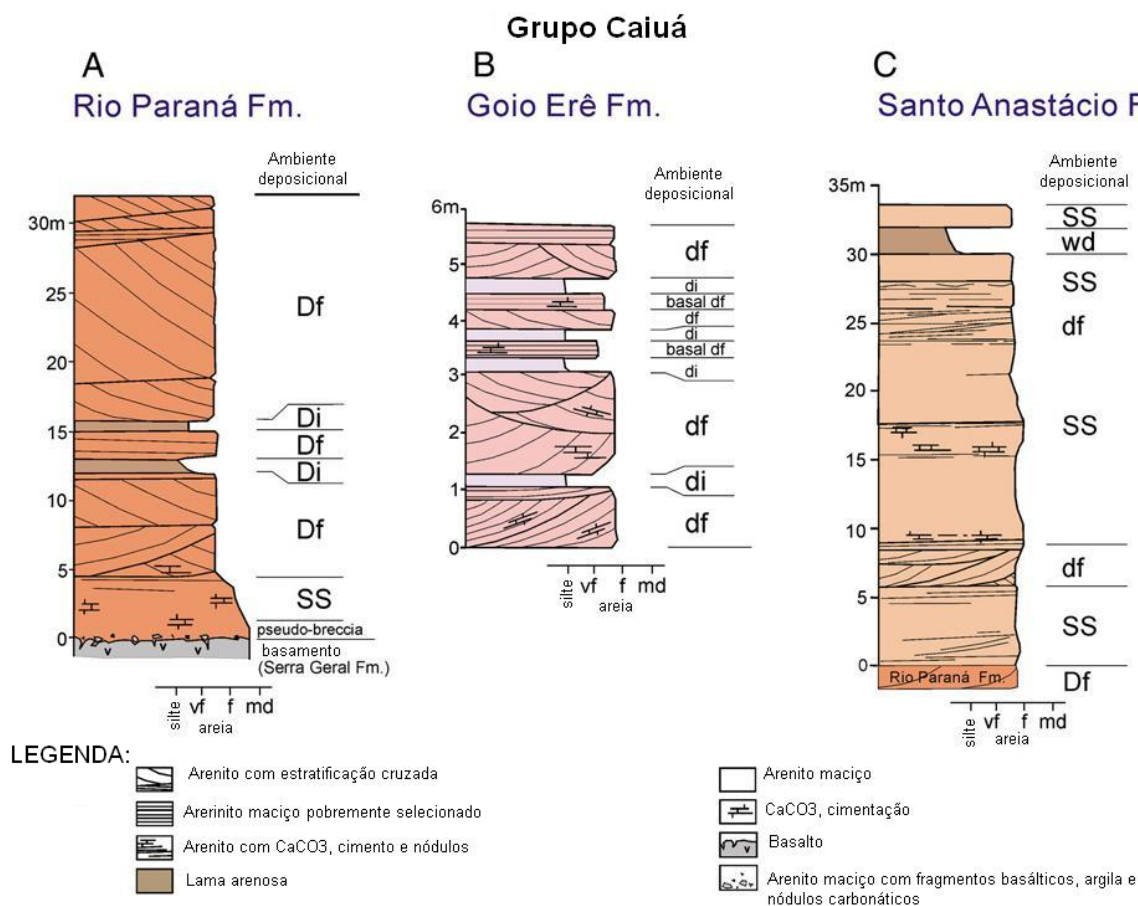 Grupo Caiuá
A
Rio Paraná Fm.
Ambiente
deposicional
30m
25
20
15
10
5
0
Df
Di
Df
Di
Df
SS
pseudo-breccia
basamento
(Serra Geral Fm.)
silte
vf
f
md
areia
B
Goio Erê Fm.
Ambiente
deposicional
6m
5
4
3
2
1
0
df
di
basal df
df
di
basal df
di
df
di
df
silte
vf
f
md
areia
C
Santo Anastácio F
Ambiente
deposicional
35m
30
25
20
15
10
5
0
SS
wd
SS
df
SS
df
SS
Df
Rio Paraná Fm.
silte
vf
f
md
areia
LEGENDA:
Arenito com estratificação cruzada
Arerinito maciço pobremente selecionado
Arenito com CaCO3, cimento e nódulos
Lama arenosa
Arenito maciço
CaCO3, cimentação
Basalto
Arenito maciço com fragmentos basálticos, argila e
nódulos carbonáticos